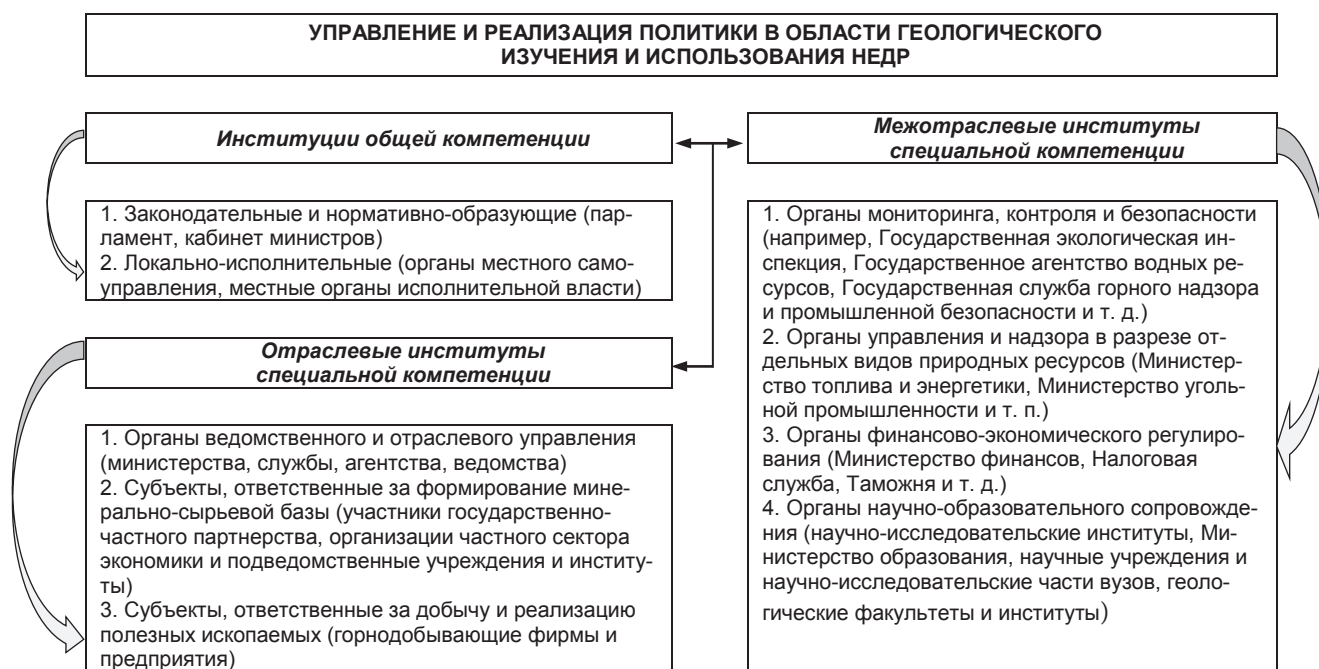 УПРАВЛЕНИЕ И РЕАЛИЗАЦИЯ ПОЛИТИКИ В ОБЛАСТИ ГЕОЛОГИЧЕСКОГО
ИЗУЧЕНИЯ И ИСПОЛЬЗОВАНИЯ НЕДР
Институции общей компетенции
1. Законодательные и нормативно-образующие (пар-
ламент, кабинет министров)
2. Локально-исполнительные (органы местного само-
управления, местные органы исполнительной власти)
Отраслевые институты
специальной компетенции
1. Органы ведомственного и отраслевого управления
(министерства, службы, агентства, ведомства)
2. Субъекты, ответственные за формирование мине-
рально-сырьевой базы (участники государственно-
частного партнерства, организации частного сектора
экономики и подведомственные учреждения и институ-
ты)
3. Субъекты, ответственные за добычу и реализацию
полезных ископаемых (горнодобывающие фирмы и
предприятия)
Межотраслевые институты
специальной компетенции
1. Органы мониторинга, контроля и безопасности
(например, Государственная экологическая ин-
спекция, Государственное агентство водных ре-
сурсов, Государственная служба горного надзора
и промышленной безопасности и т. д.)
2. Органы управления и надзора в разрезе от-
дельных видов природных ресурсов (Министер-
ство топлива и энергетики, Министерство уголь-
ной промышленности и т. п.)
3. Органы финансово-экономического регулиро-
вания (Министерство финансов, Налоговая
служба, Таможня и т. д.)
4. Органы научно-образовательного сопровожде-
ния (научно-исследовательские институты, Ми-
нистерство образования, научные учреждения и
научно-исследовательские части вузов, геоло-
гические факультеты и институты)